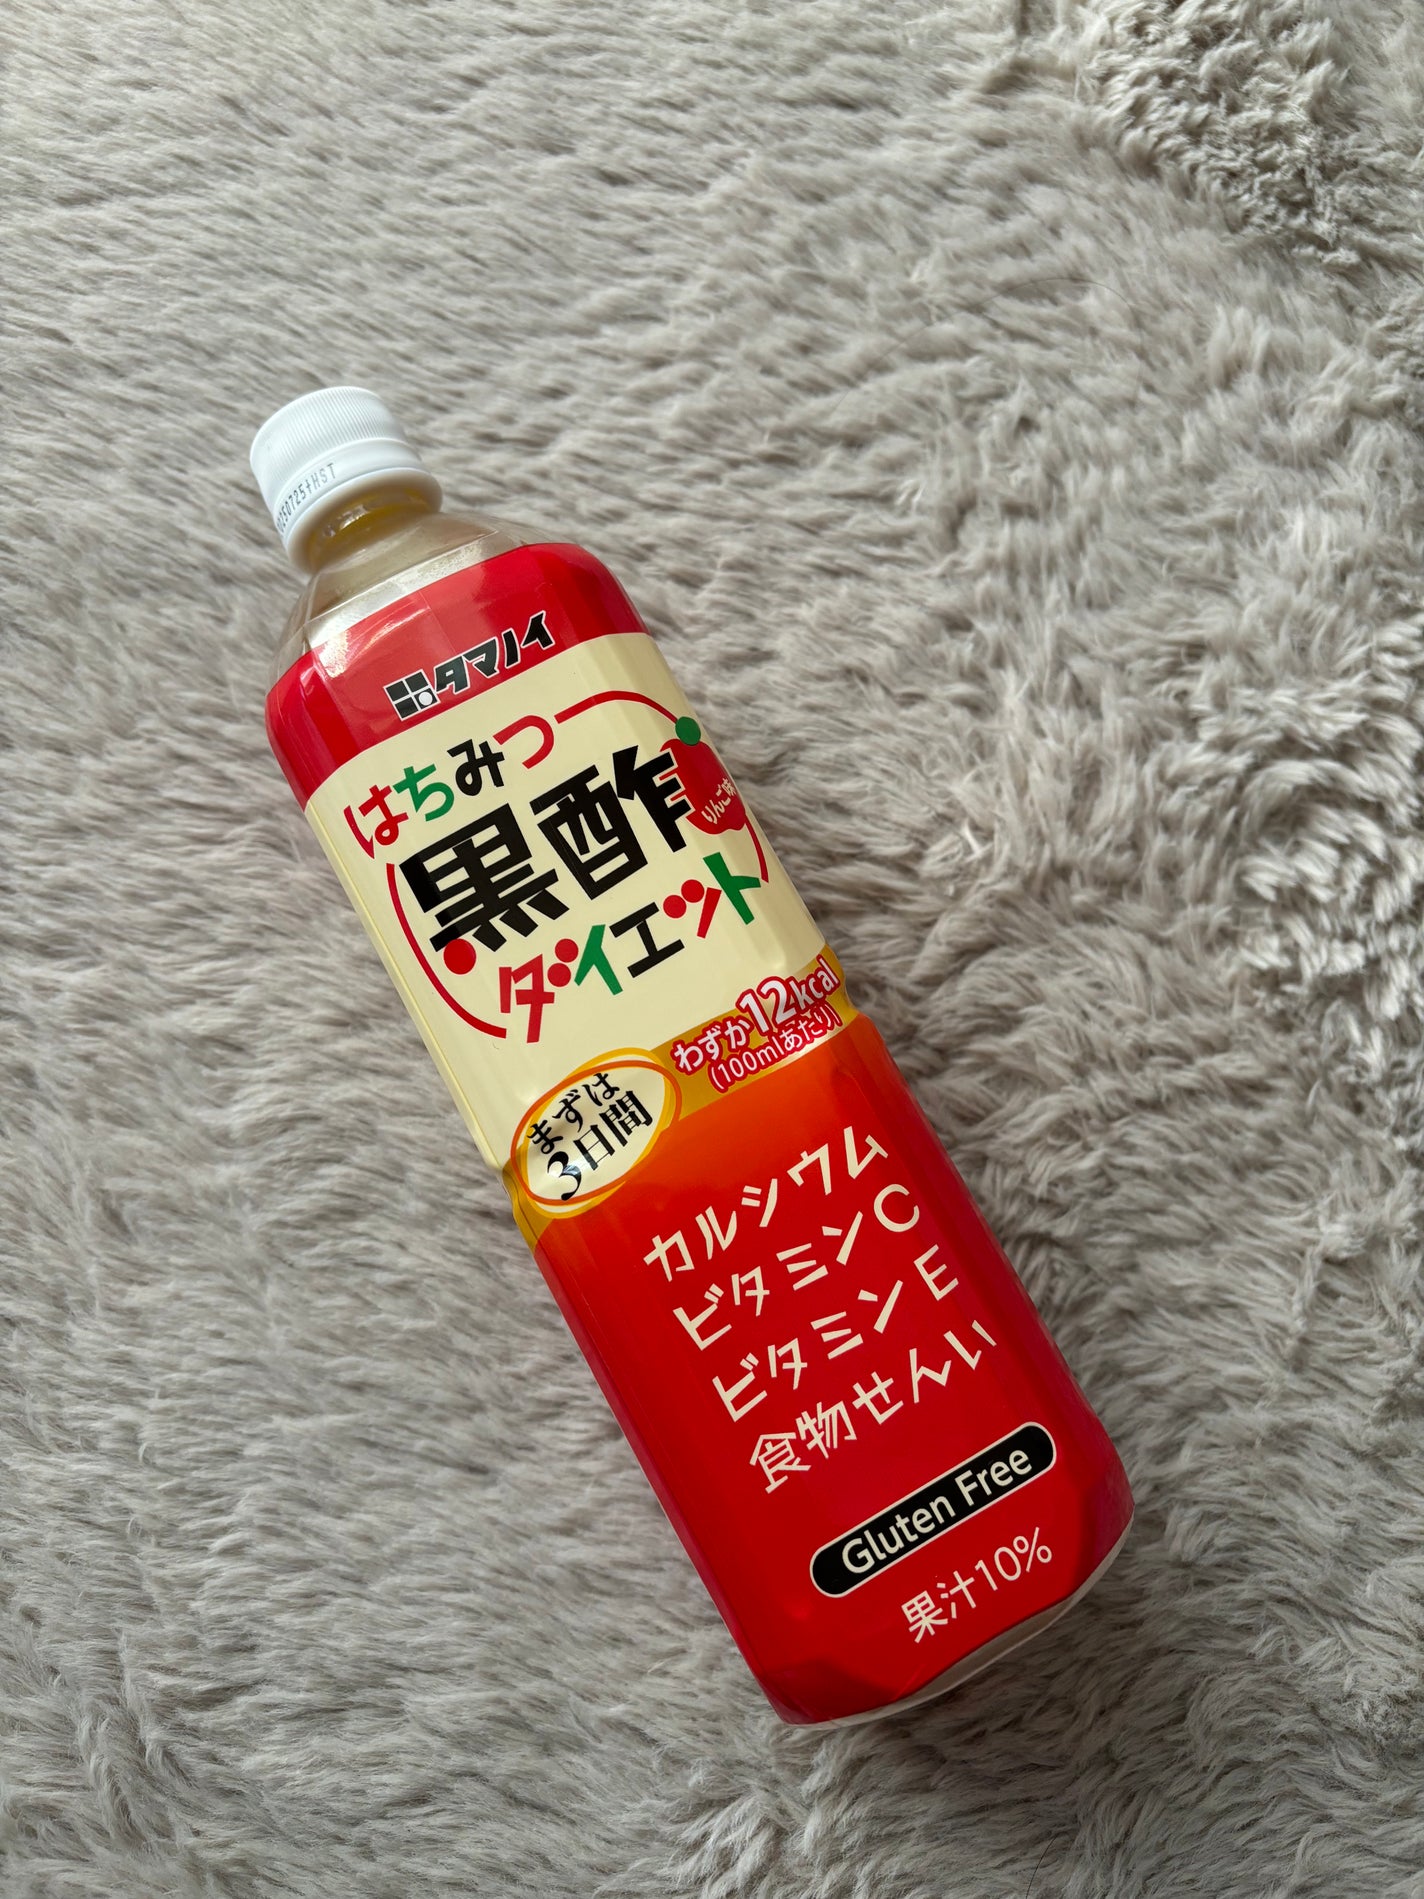 250725+HST
タマノイ
はちみつ
黒酢
りんご味
ダイエット
わずか12kcal
(100mlあたり)
まずは
3日間
カルシウム
ビタミンC
ビタミンE
食物せんい
Gluten Free
果汁10%